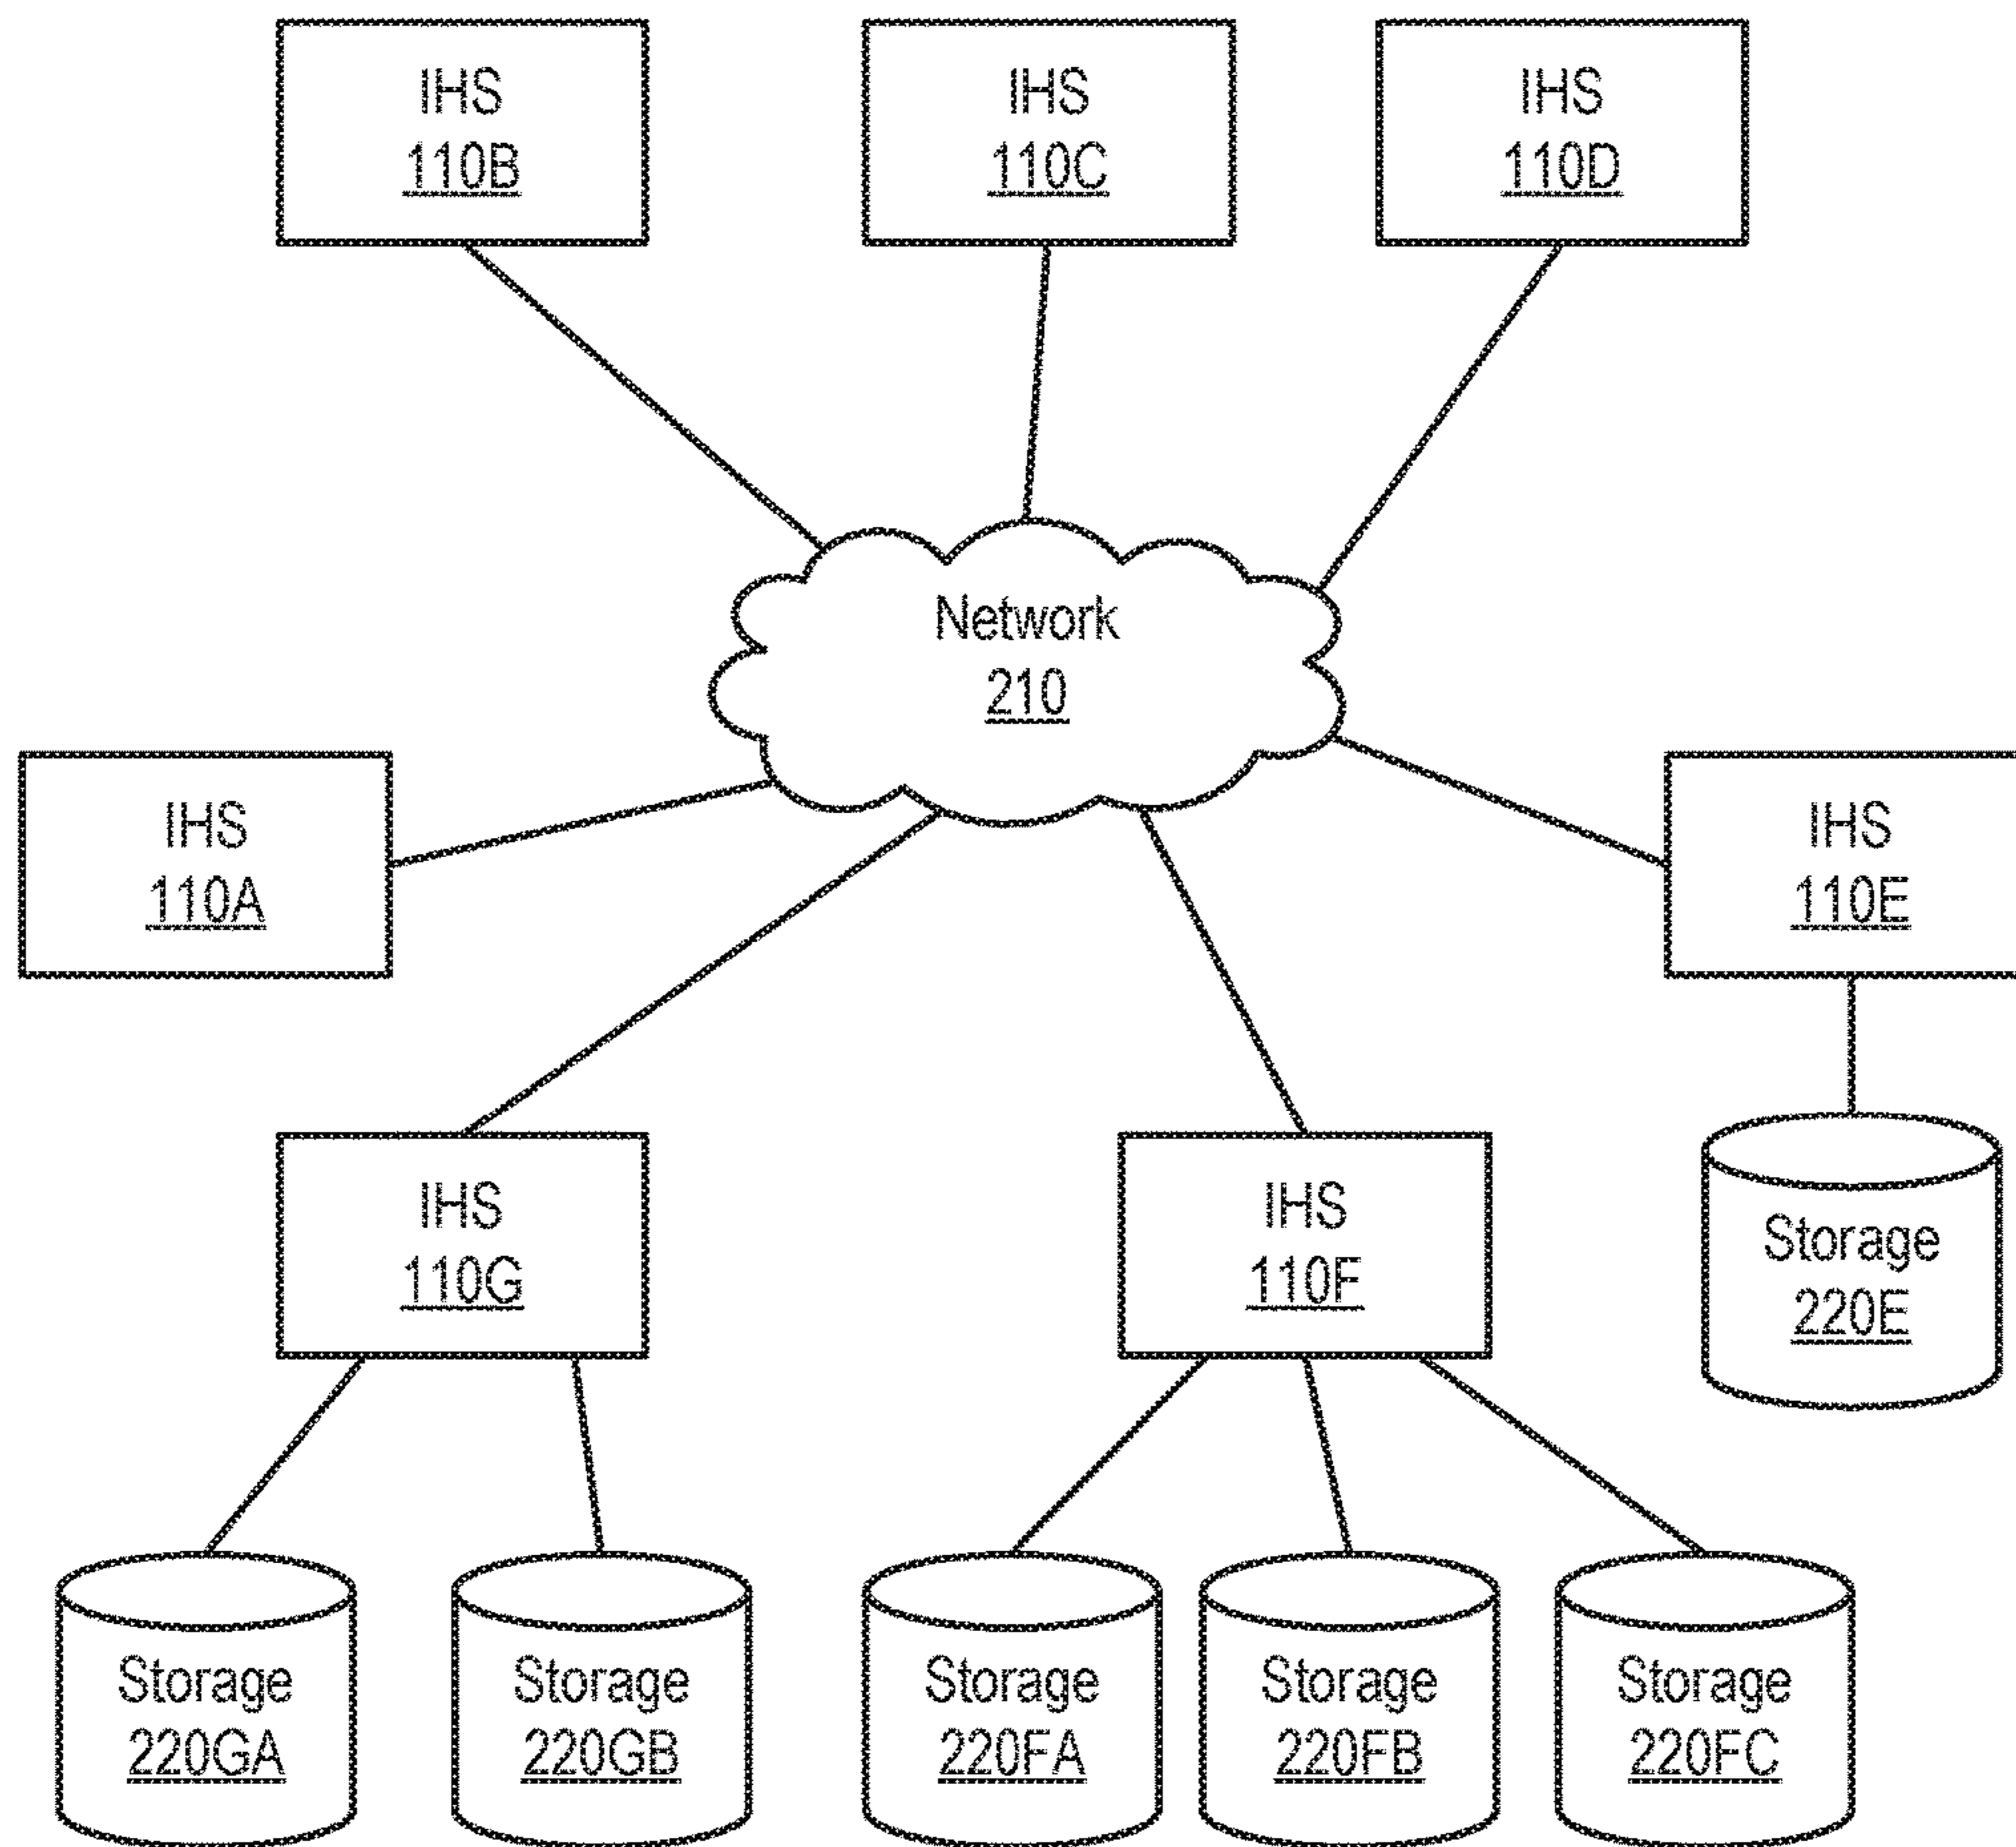 IHS
110B
IHS
110C
IHS
110D
Network
210
IHS
110A
IHS
110E
IHS
110G
IHS
110F
Storage
220E
Storage
220GA
Storage
220GB
Storage
220FA
Storage
220FB
Storage
220FC